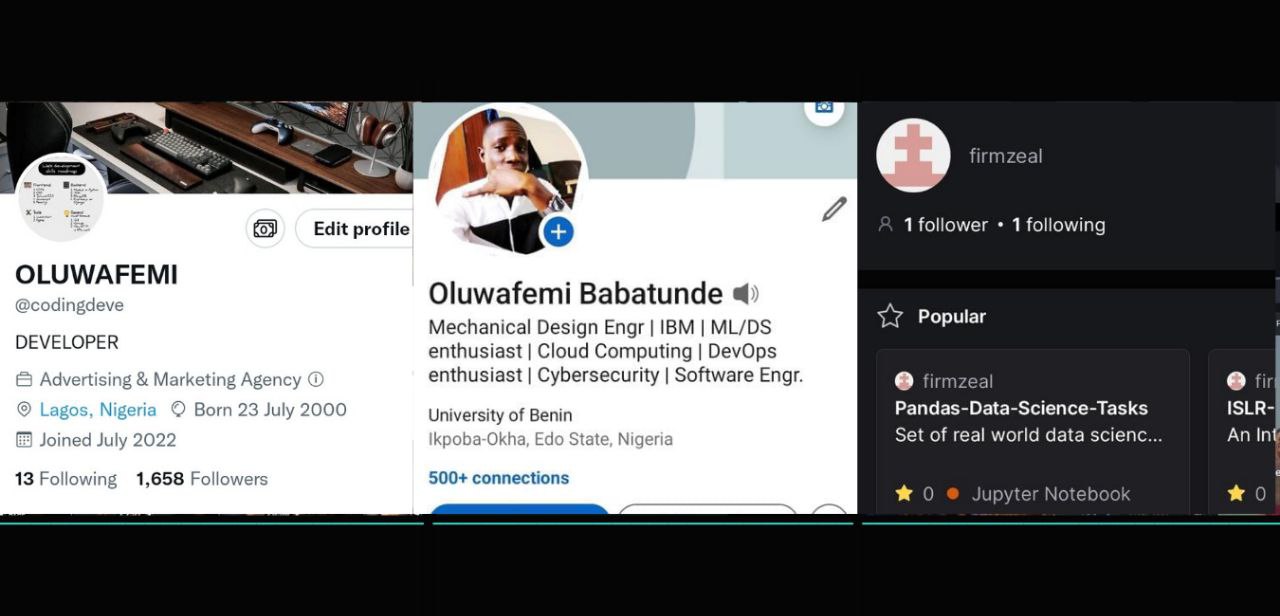 Edit profile
OLUWAFEMI
@codingdeve
DEVELOPER
Advertising & Marketing Agency
Lagos, Nigeria Born 23 July 2000
Joined July 2022
13 Following 1,658 Followers
Oluwafemi Babatunde
Mechanical Design Engr | IBM | ML/DS
enthusiast | Cloud Computing | DevOps
enthusiast | Cybersecurity | Software Engr.
University of Benin
Ikpoba-Okha, Edo State, Nigeria
500+ connections
firmzeal
1 follower • 1 following
Popular
firmzeal
Pandas-Data-Science-Tasks
Set of real world data scienc...
0 Jupyter Notebook
fir
ISLR-
An Int
0